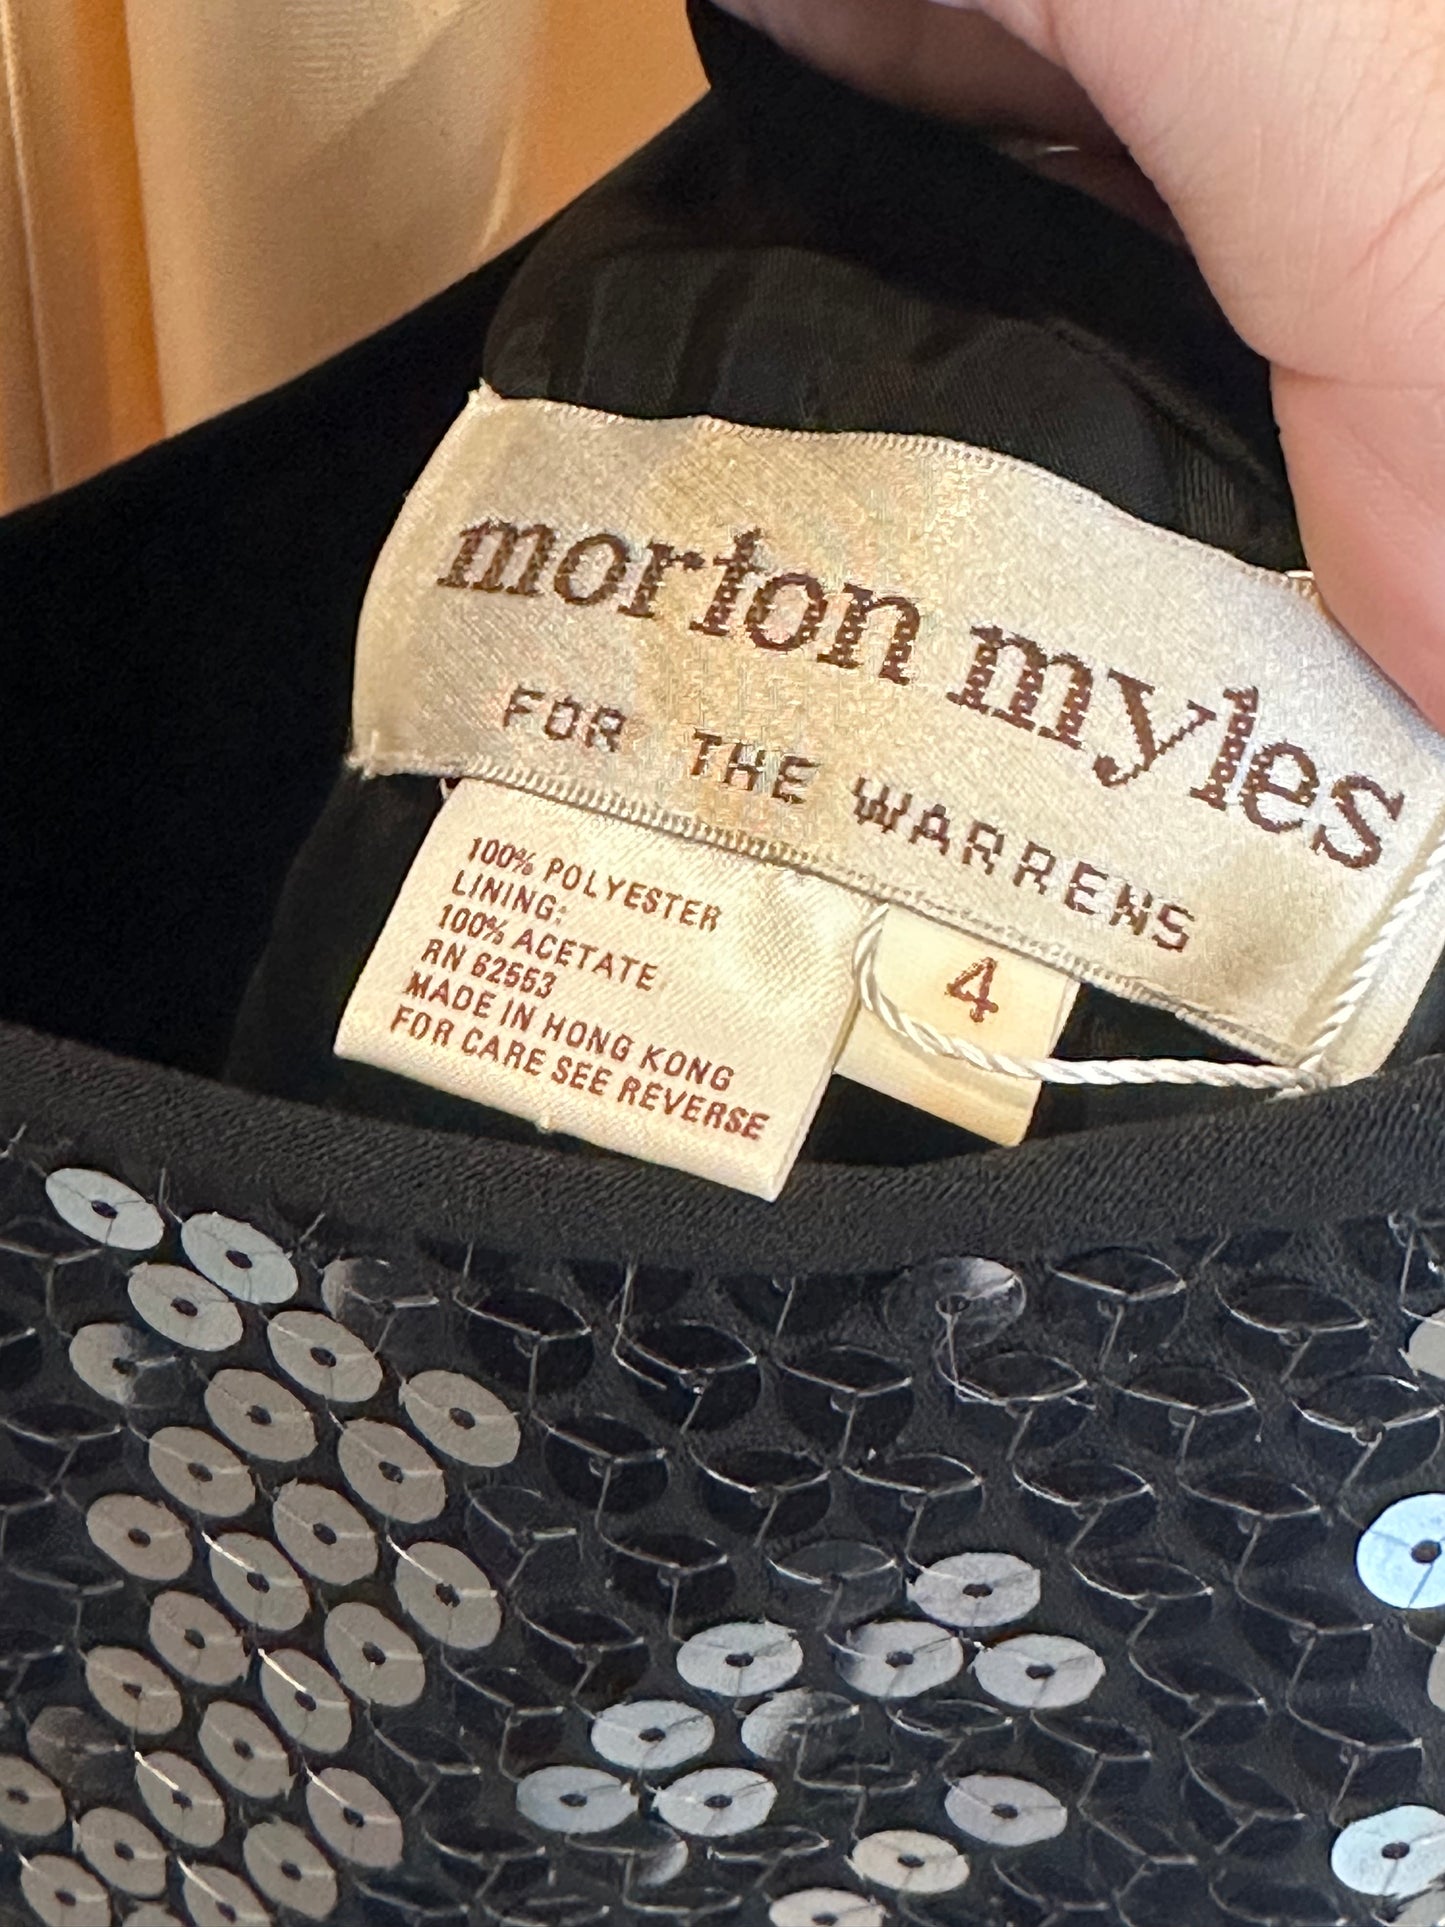 morton myles
FOR THE WARRENS
100% POLYESTER
LINING:
100% ACETATE
RN 62553
MADE IN HONG KONG
FOR CARE SEE REVERSE
4